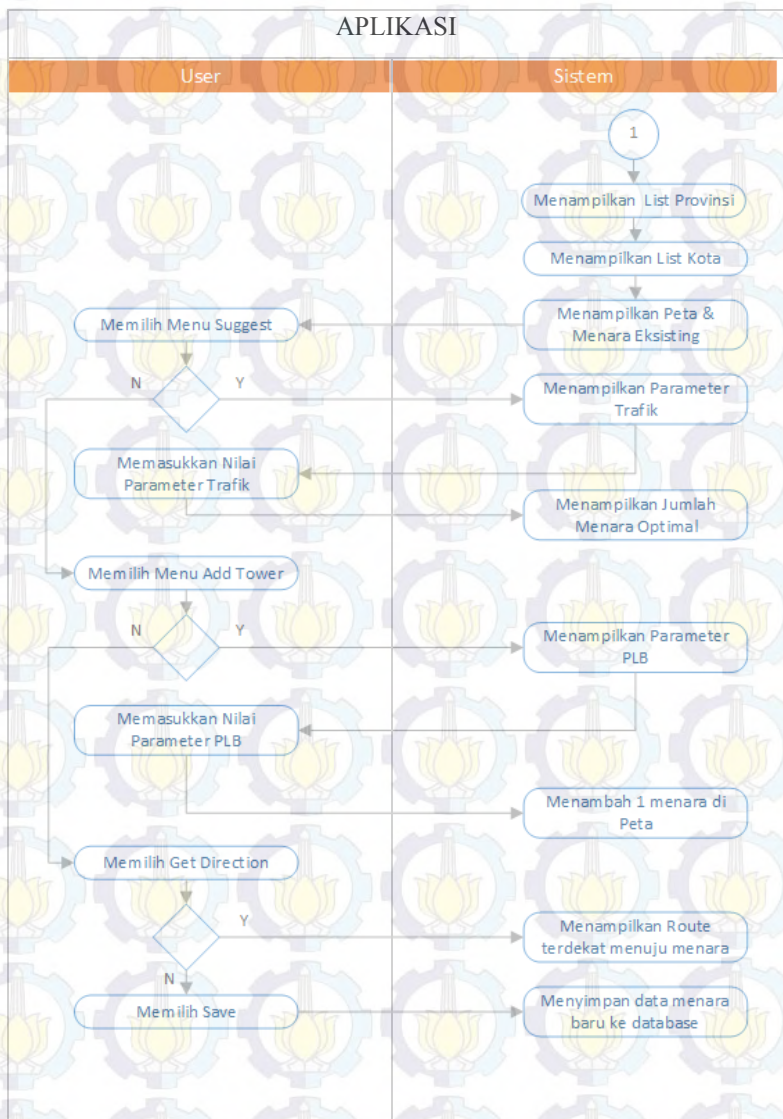 APLIKASI
User
Sistem
1
Menampilkan List Provinsi
Menampilkan List Kota
Menampilkan Peta &
Menara Eksisting
Memilih Menu Suggest
N
Y
Menampilkan Parameter
Trafik
Memasukkan Nilai
Parameter Trafik
Menampilkan Jumlah
Menara Optimal
Memilih Menu Add Tower
N
Y
Menampilkan Parameter
PLB
Memasukkan Nilai
Parameter PLB
Menambah 1 menara di
Peta
Memilih Get Direction
Y
Menampilkan Route
terdekat menuju menara
N
Memilih Save
Menyimpan data menara
baru ke database